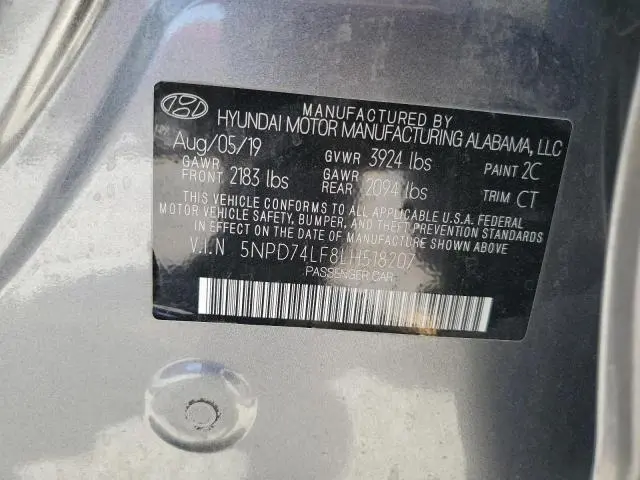 MANUFACTURED BY
HYUNDAI MOTOR MANUFACTURING ALABAMA, LLC
Aug/05/19 GVWR 3924 lbs PAINT 2C
GAWR FRONT 2183 lbs GAWR REAR 2094 lbs TRIM CT
THIS VEHICLE CONFORMS TO ALL APPLICABLE U.S.A. FEDERAL
MOTOR VEHICLE SAFETY, BUMPER, AND THEFT PREVENTION STANDARDS
IN EFFECT ON THE DATE OF MANUFACTURE SHOWN ABOVE.
V.I.N 5NPD74LF8LH518207
PASSENGER CAR